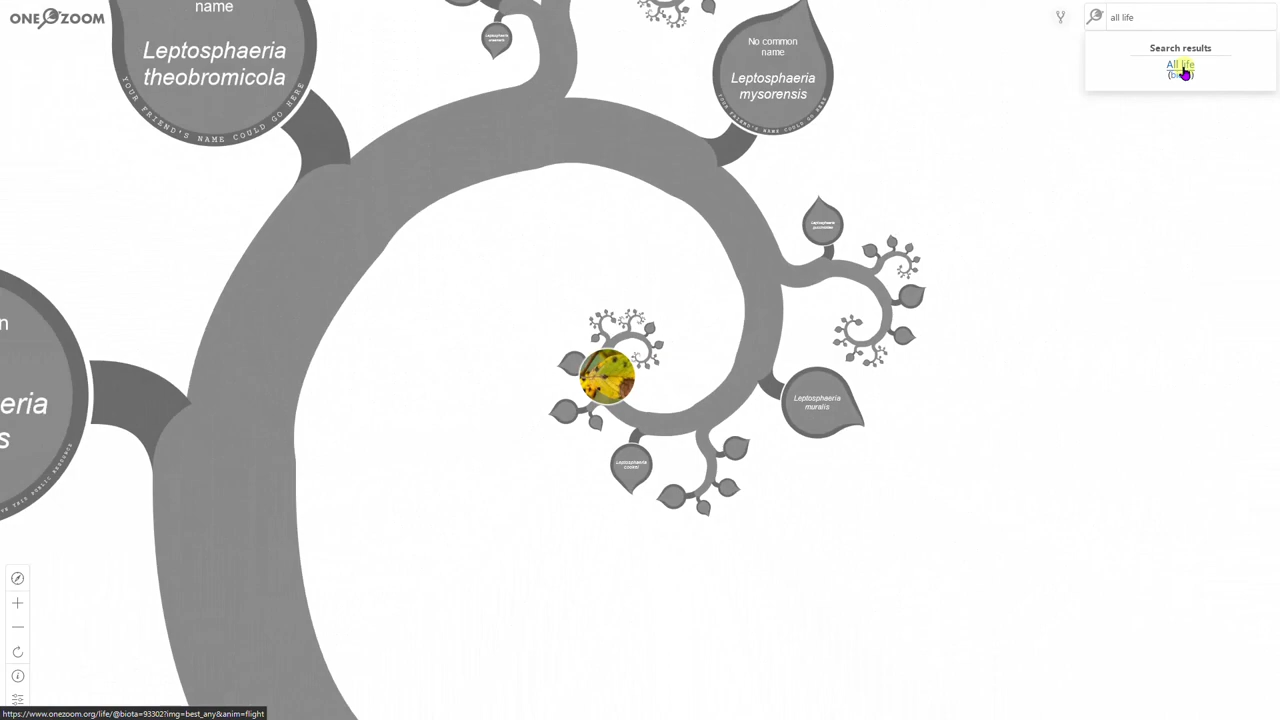 ONEZOOM
name
Leptosphaeria
theobromicola
YOUR FRIEND'S NAME COULD GO HERE
No common
name
Leptosphaeria
mysorensis
YOUR FRIEND'S NAME COULD GO HERE
all life
Search results
All life
n
eria
s
Leptosphaeria
muralis
Leptosphaeria
cookei
https://www.onezoom.org/life/@biota=93302?img=best_any&anim=flight